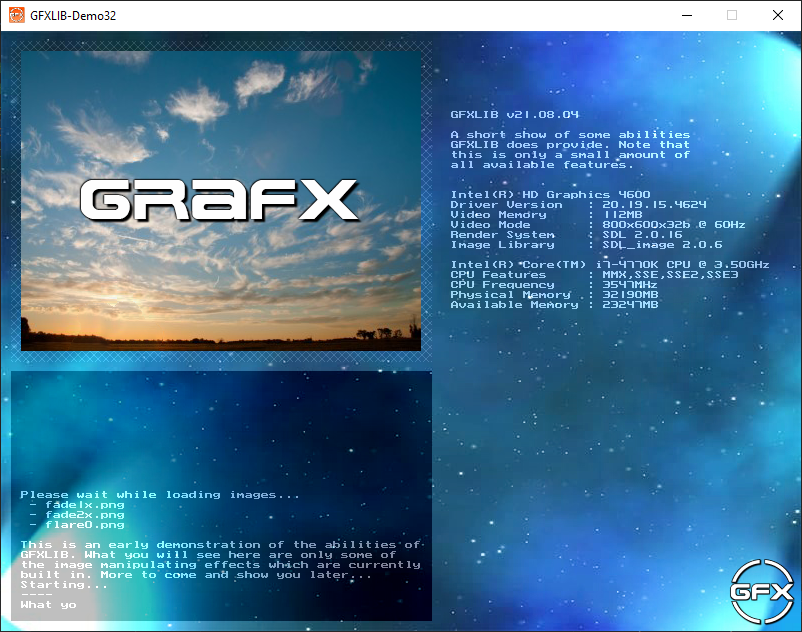 GFXLIB-Demo32
GRAFX
GFXLIB v21.08.04
A short show of some abilities
GFXLIB does provide. Note that
this is only a small amount of
all available features.
Intel(R) HD Graphics 4600
Driver Version : 20.19.15.4624
Video Memory : 112MB
Video Mode : 800x600x32b @ 60Hz
Render System : SDL 2.0.16
Image Library : SDL_image 2.0.6
Intel(R) Core(TM) i7-4770K CPU @ 3.50GHz
CPU Features : MMX,SSE,SSE2,SSE3
CPU Frequency : 3547MHz
Physical Memory : 32190MB
Available Memory : 23247MB
Please wait while loading images...
- fade1x.png
- fade2x.png
- flare0.png
This is an early demonstration of the abilities of
GFXLIB. What you will see here are only some of
the image manipulating effects which are currently
built in. More to come and show you later...
Starting...
----
What yo
GFX